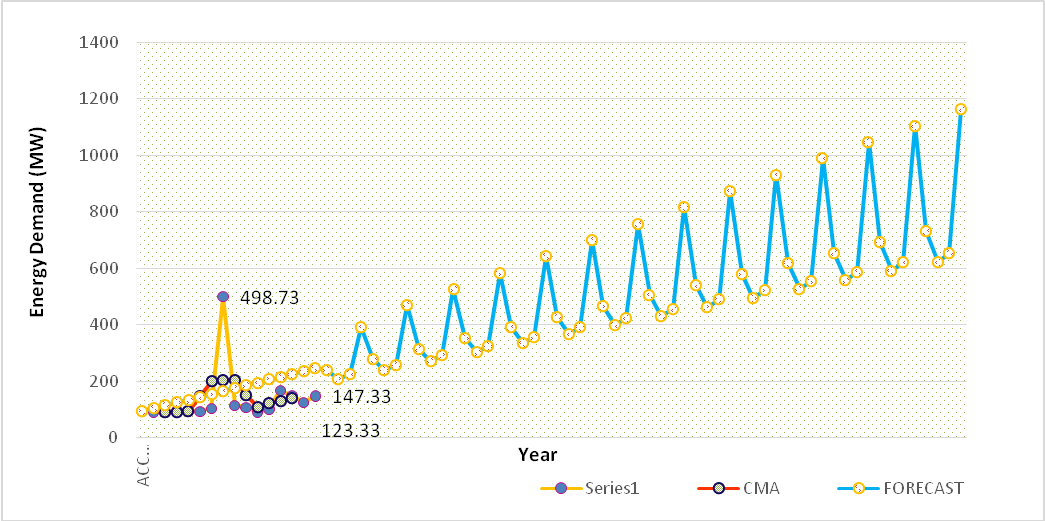 1400
1200
1000
800
600
400
200
0
Energy Demand (MW)
498.73
147.33
123.33
ACC...
Year
Series1
CMA
FORECAST